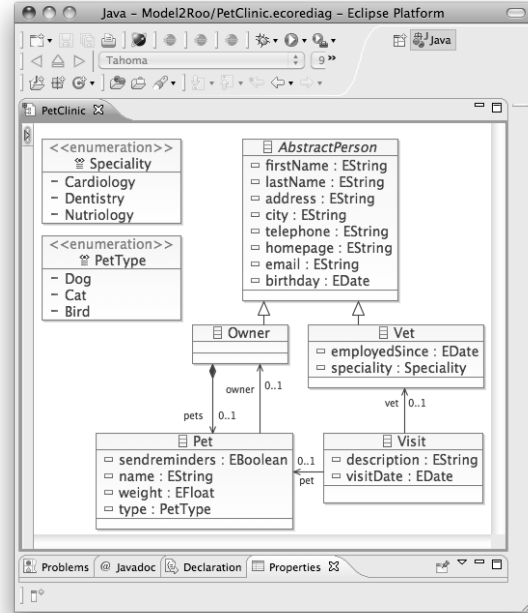 Java - Model2Roo/PetClinic.ecorediag - Eclipse Platform
Java
Tahoma
9
PetClinic
<<enumeration>>
Speciality
- Cardiology
- Dentistry
- Nutriology
<<enumeration>>
PetType
- Dog
- Cat
- Bird
AbstractPerson
firstName : EString
lastName : EString
address : EString
city : EString
telephone : EString
homepage : EString
email : EString
birthday : EDate
Owner
Vet
employedSince : EDate
speciality : Speciality
owner 0..1
pets 0..1
vet 0..1
Pet
sendreminders : EBoolean
name : EString
weight : EFloat
type : PetType
0..1
pet
Visit
description : EString
visitDate : EDate
Problems @ Javadoc Declaration Properties